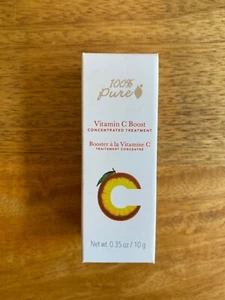 100%
pure
Vitamin C Boost
CONCENTRATED TREATMENT
Booster à la Vitamine C
TRAITEMENT CONCENTRÉ
C
Net wt. 0.35 oz / 10 g